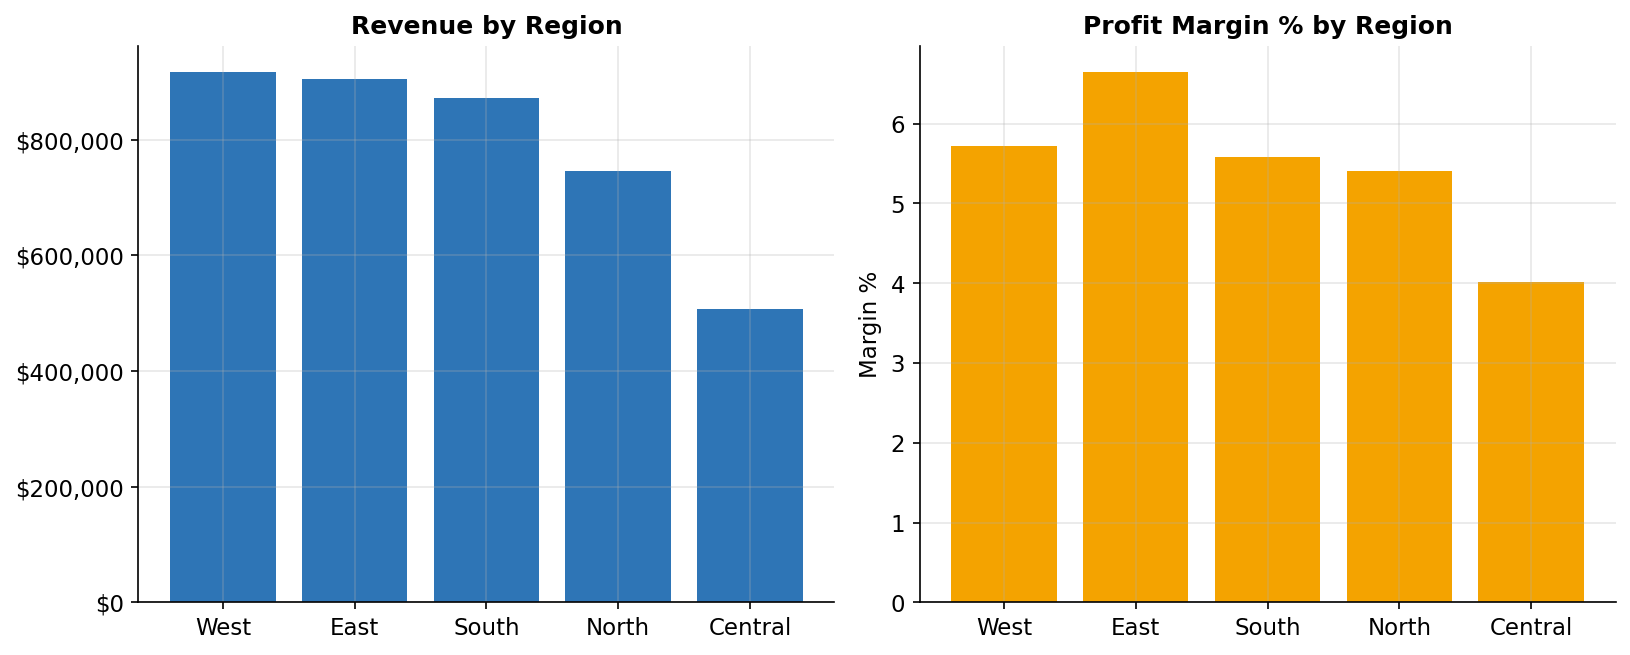 Revenue by Region
$800,000
$600,000
$400,000
$200,000
$0
West East South North Central
Profit Margin % by Region
Margin %
6
5
4
3
2
1
0
West East South North Central